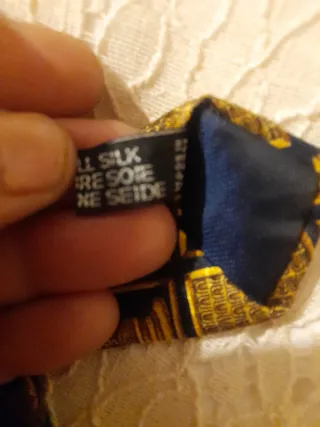 LL SILK
RE SOIE
NE SEIDE